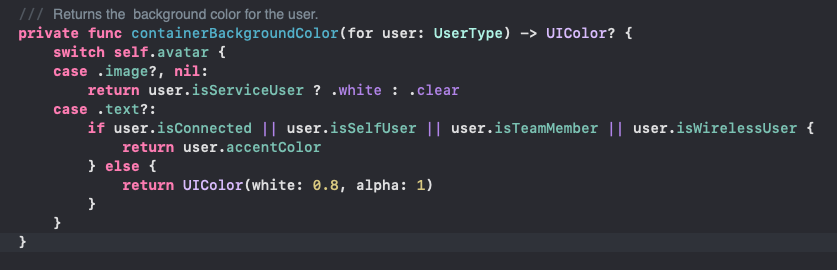 /// Returns the  background color for the user.
private func containerBackgroundColor(for user: UserType) -> UIColor? {
    switch self.avatar {
    case .image?, nil:
        return user.isServiceUser ? .white : .clear
    case .text?:
        if user.isConnected || user.isSelfUser || user.isTeamMember || user.isWirelessUser {
            return user.accentColor
        } else {
            return UIColor(white: 0.8, alpha: 1)
        }
    }
}